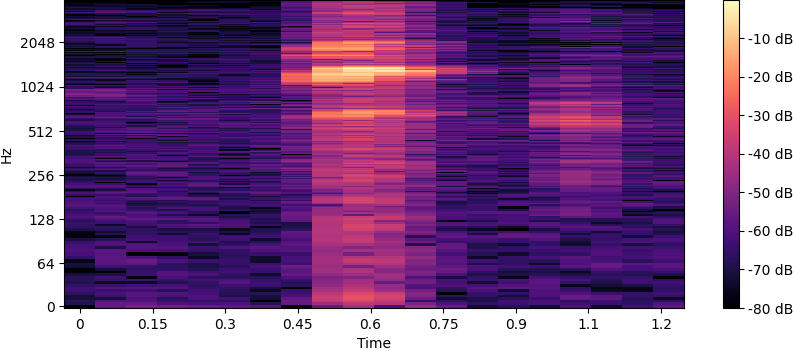 2048
1024
512
256
128
64
0
Hz
0
0.15
0.3
0.45
0.6
0.75
0.9
1.1
1.2
Time
-10 dB
-20 dB
-30 dB
-40 dB
-50 dB
-60 dB
-70 dB
-80 dB